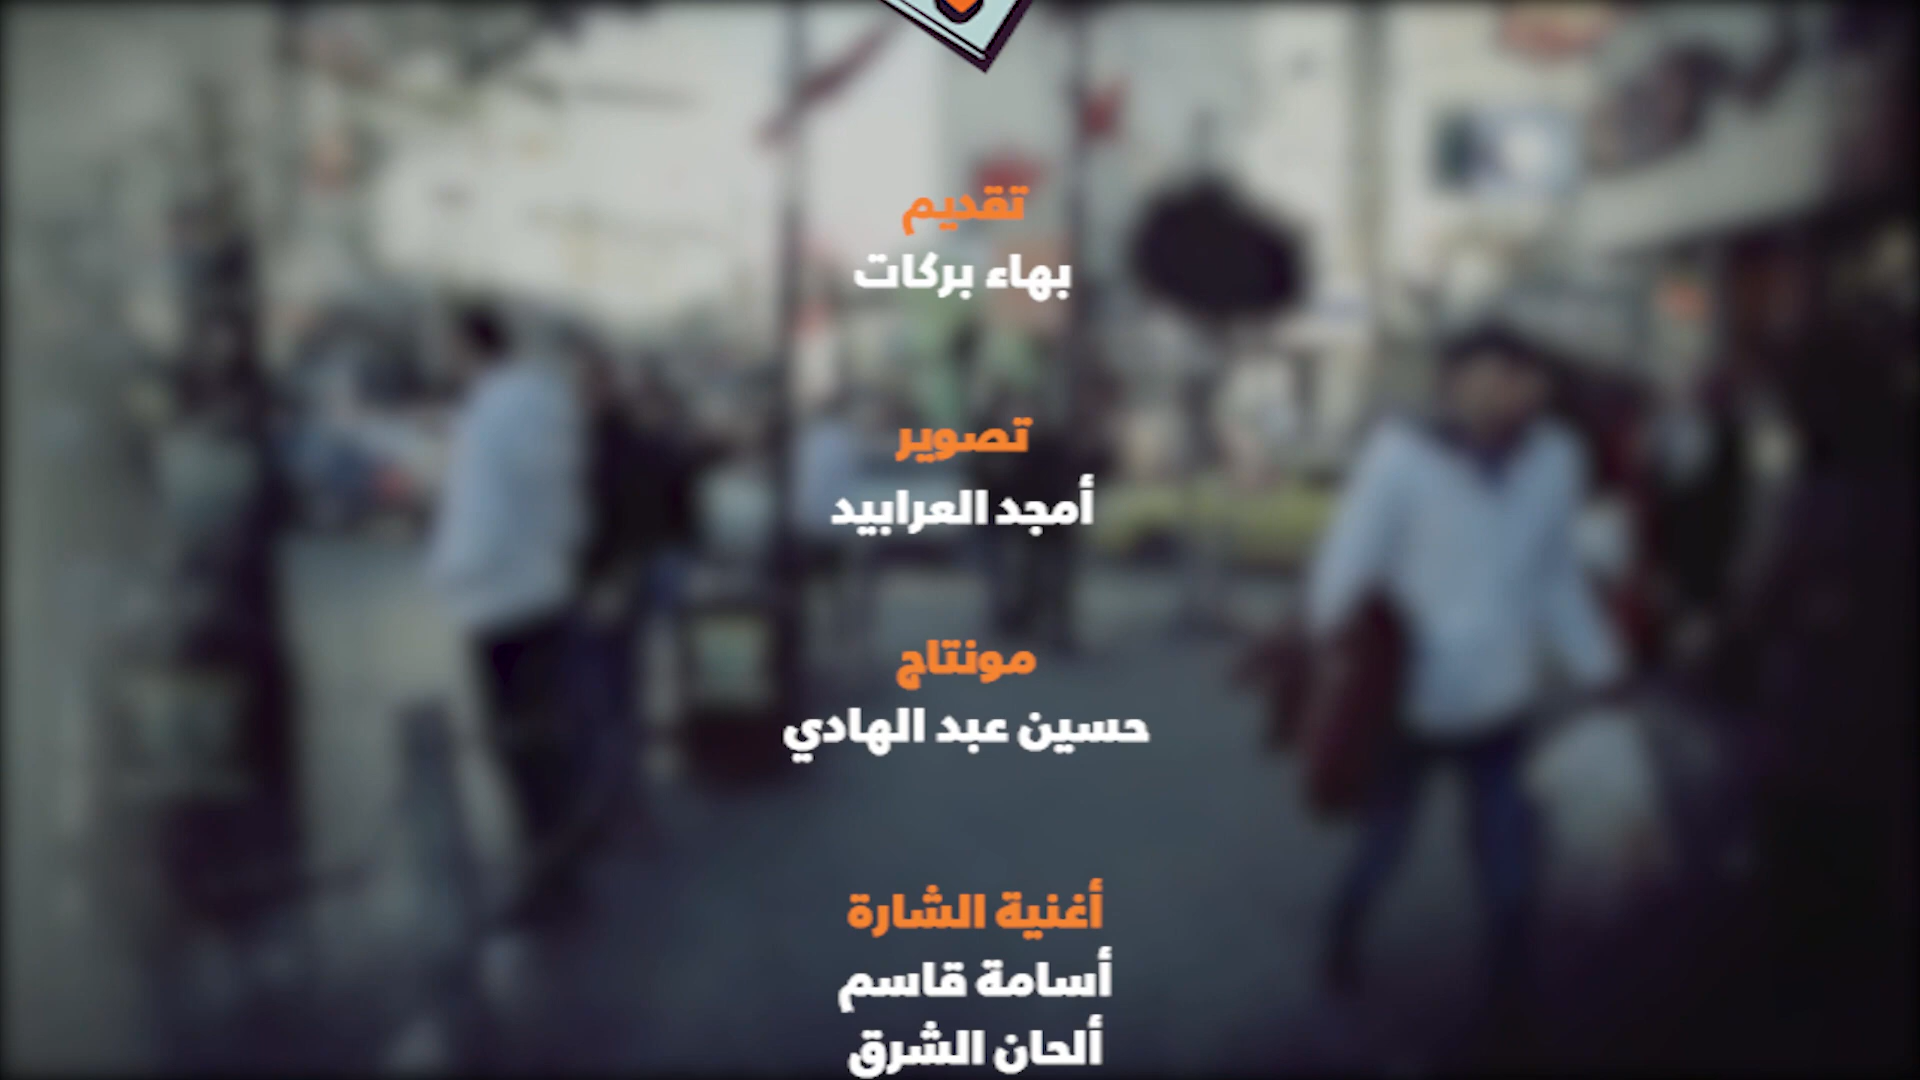 تقديم
بهاء بركات
تصوير
أمجد العرابيد
مونتاج
حسين عبد الهادي
أغنية الشارة
أسامة قاسم
ألحان الشرق